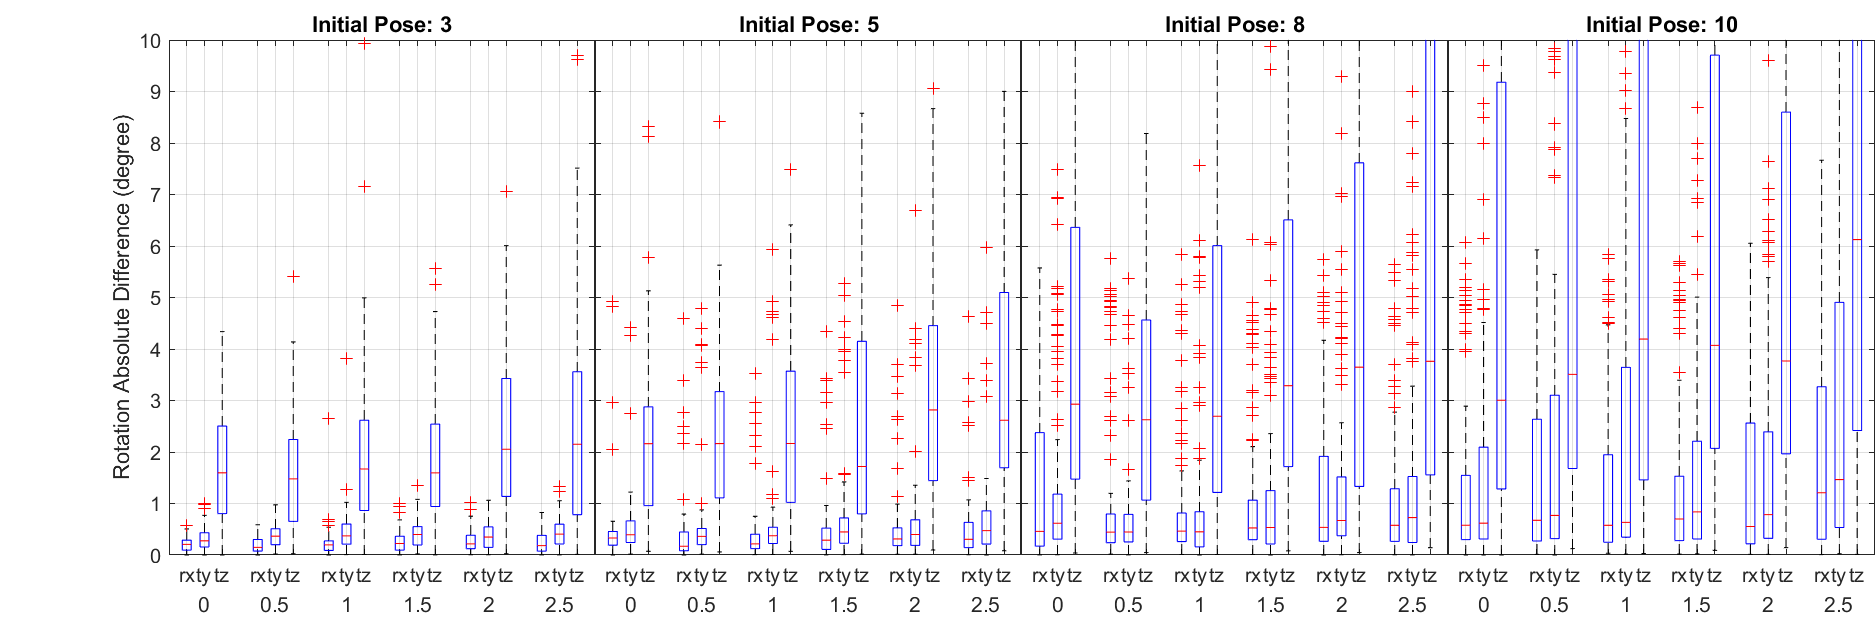 Initial Pose: 3 Initial Pose: 5 Initial Pose: 8 Initial Pose: 10
Rotation Absolute Difference (degree)
10
9
8
7
6
5
4
3
2
1
0
rx ty tz rx ty tz rx ty tz rx ty tz rx ty tz rx ty tz rx ty tz rx ty tz rx ty tz rx ty tz rx ty tz rx ty tz rx ty tz rx ty tz rx ty tz rx ty tz rx ty tz rx ty tz rx ty tz rx ty tz rx ty tz rx ty tz rx ty tz rx ty tz
0 0.5 1 1.5 2 2.5 0 0.5 1 1.5 2 2.5 0 0.5 1 1.5 2 2.5 0 0.5 1 1.5 2 2.5